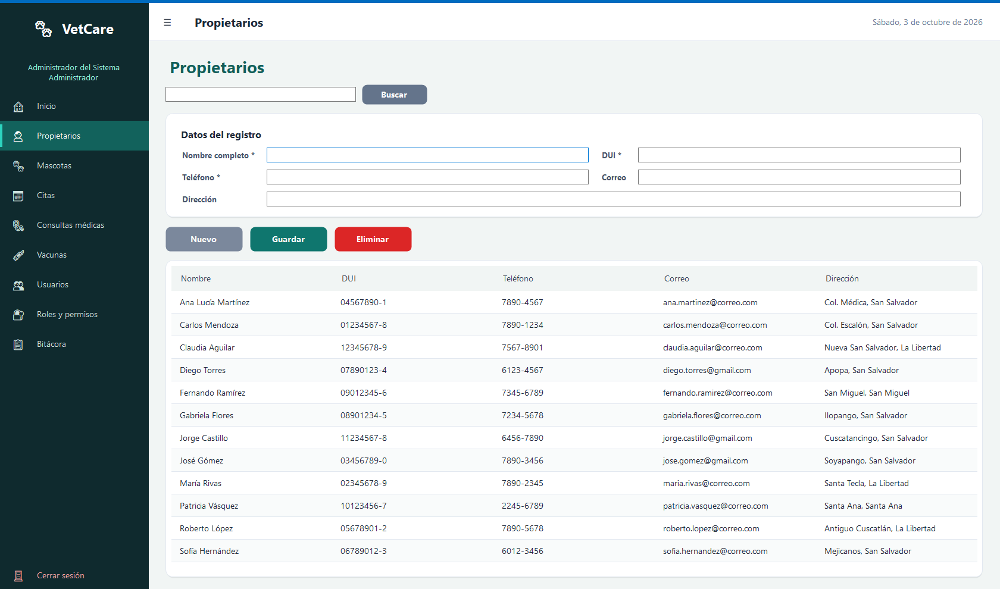 VetCare
Administrador del Sistema
Administrador
Inicio
Propietarios
Mascotas
Citas
Consultas médicas
Vacunas
Usuarios
Roles y permisos
Bitácora
Cerrar sesión
☰ Propietarios Sábado, 3 de octubre de 2026
Propietarios
Buscar
Datos del registro
Nombre completo * DUI *
Teléfono * Correo
Dirección
Nuevo Guardar Eliminar
Nombre DUI Teléfono Correo Dirección
Ana Lucía Martínez 04567890-1 7890-4567 ana.martinez@correo.com Col. Médica, San Salvador
Carlos Mendoza 01234567-8 7890-1234 carlos.mendoza@correo.com Col. Escalón, San Salvador
Claudia Aguilar 12345678-9 7567-8901 claudia.aguilar@correo.com Nueva San Salvador, La Libertad
Diego Torres 07890123-4 6123-4567 diego.torres@gmail.com Apopa, San Salvador
Fernando Ramírez 09012345-6 7345-6789 fernando.ramirez@correo.com San Miguel, San Miguel
Gabriela Flores 08901234-5 7234-5678 gabriela.flores@correo.com Ilopango, San Salvador
Jorge Castillo 11234567-8 6456-7890 jorge.castillo@gmail.com Cuscatancingo, San Salvador
José Gómez 03456789-0 7890-3456 jose.gomez@gmail.com Soyapango, San Salvador
María Rivas 02345678-9 7890-2345 maria.rivas@correo.com Santa Tecla, La Libertad
Patricia Vásquez 10123456-7 2245-6789 patricia.vasquez@correo.com Santa Ana, Santa Ana
Roberto López 05678901-2 7890-5678 roberto.lopez@correo.com Antiguo Cuscatlán, La Libertad
Sofía Hernández 06789012-3 6012-3456 sofia.hernandez@correo.com Mejicanos, San Salvador